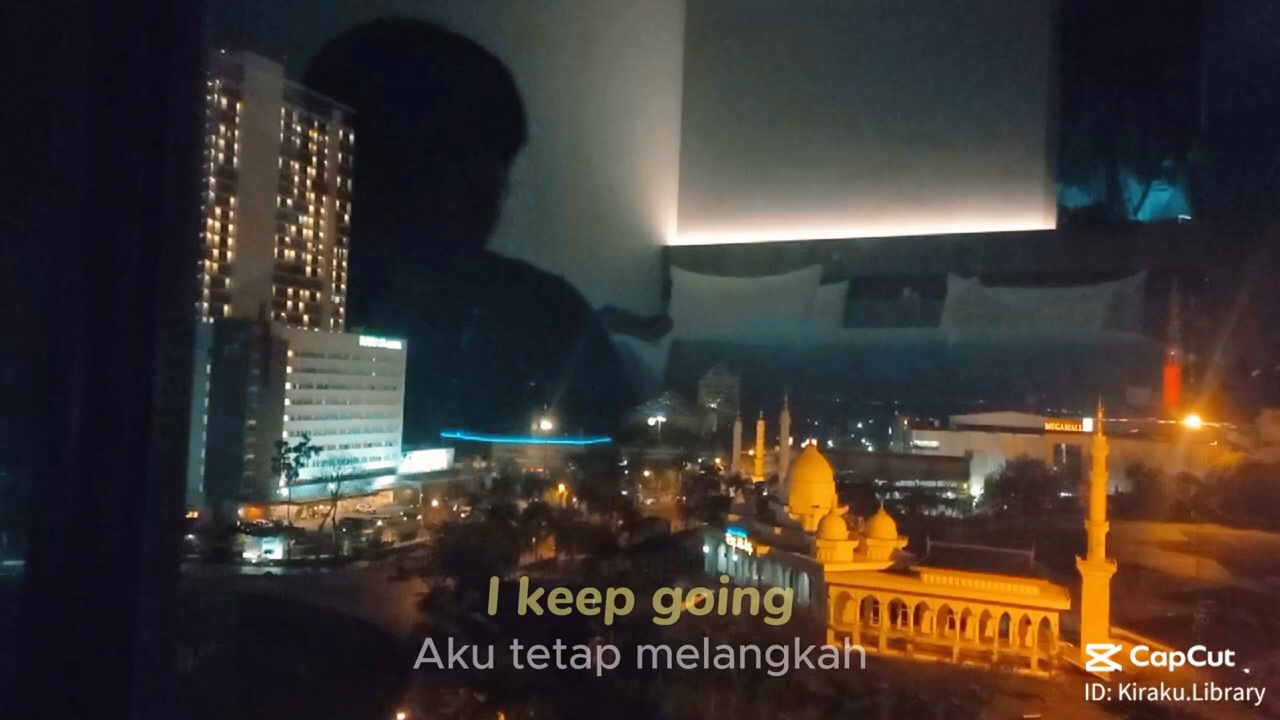 MEGAMALL
I keep going
Aku tetap melangkah
CapCut
ID: Kiraku.Library